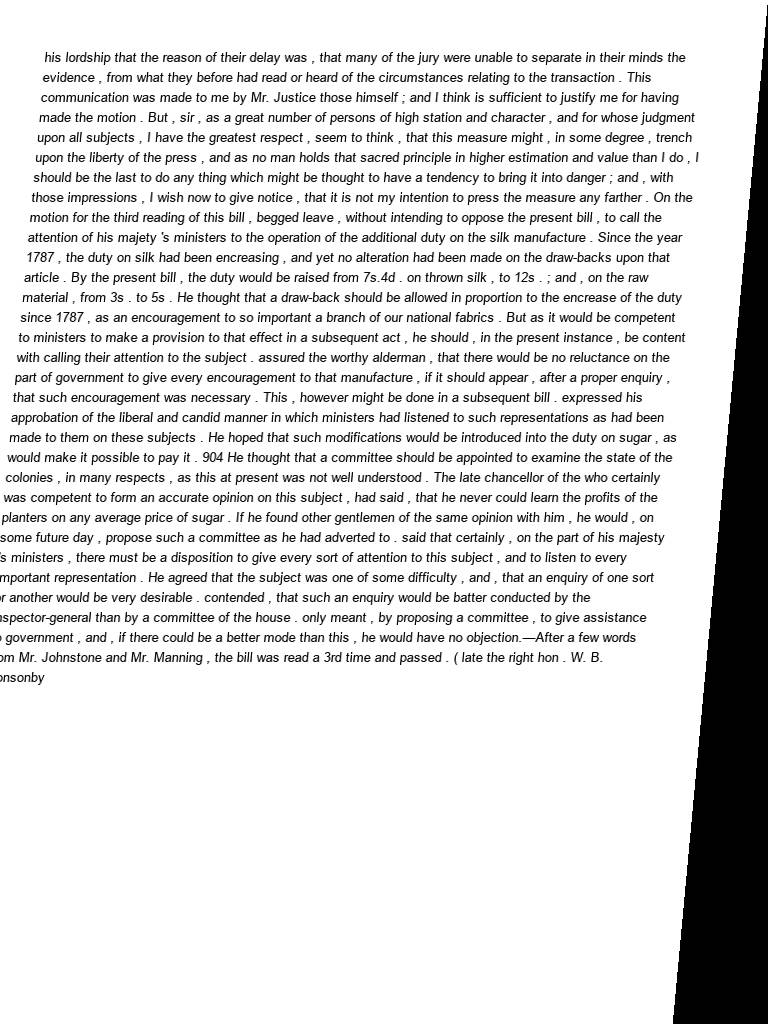 his lordship that the reason of their delay was , that many of the jury were unable to separate in their minds the
evidence , from what they before had read or heard of the circumstances relating to the transaction . This
communication was made to me by Mr. Justice those himself ; and I think is sufficient to justify me for having
made the motion . But , sir , as a great number of persons of high station and character , and for whose judgment
upon all subjects , I have the greatest respect , seem to think , that this measure might , in some degree , trench
upon the liberty of the press , and as no man holds that sacred principle in higher estimation and value than I do , I
should be the last to do any thing which might be thought to have a tendency to bring it into danger ; and , with
those impressions , I wish now to give notice , that it is not my intention to press the measure any farther . On the
motion for the third reading of this bill , begged leave , without intending to oppose the present bill , to call the
attention of his majety 's ministers to the operation of the additional duty on the silk manufacture . Since the year
1787 , the duty on silk had been encreasing , and yet no alteration had been made on the draw-backs upon that
article . By the present bill , the duty would be raised from 7s.4d . on thrown silk , to 12s . ; and , on the raw
material , from 3s . to 5s . He thought that a draw-back should be allowed in proportion to the encrease of the duty
since 1787 , as an encouragement to so important a branch of our national fabrics . But as it would be competent
to ministers to make a provision to that effect in a subsequent act , he should , in the present instance , be content
with calling their attention to the subject . assured the worthy alderman , that there would be no reluctance on the
part of government to give every encouragement to that manufacture , if it should appear , after a proper enquiry ,
that such encouragement was necessary . This , however might be done in a subsequent bill . expressed his
approbation of the liberal and candid manner in which ministers had listened to such representations as had been
made to them on these subjects . He hoped that such modifications would be introduced into the duty on sugar , as
would make it possible to pay it . 904 He thought that a committee should be appointed to examine the state of the
colonies , in many respects , as this at present was not well understood . The late chancellor of the who certainly
was competent to form an accurate opinion on this subject , had said , that he never could learn the profits of the
planters on any average price of sugar . If he found other gentlemen of the same opinion with him , he would , on
some future day , propose such a committee as he had adverted to . said that certainly , on the part of his majesty
's ministers , there must be a disposition to give every sort of attention to this subject , and to listen to every
mportant representation . He agreed that the subject was one of some difficulty , and , that an enquiry of one sort
or another would be very desirable . contended , that such an enquiry would be batter conducted by the
nspector-general than by a committee of the house . only meant , by proposing a committee , to give assistance
government , and , if there could be a better mode than this , he would have no objection.—After a few words
om Mr. Johnstone and Mr. Manning , the bill was read a 3rd time and passed . ( late the right hon . W. B.
onsonby